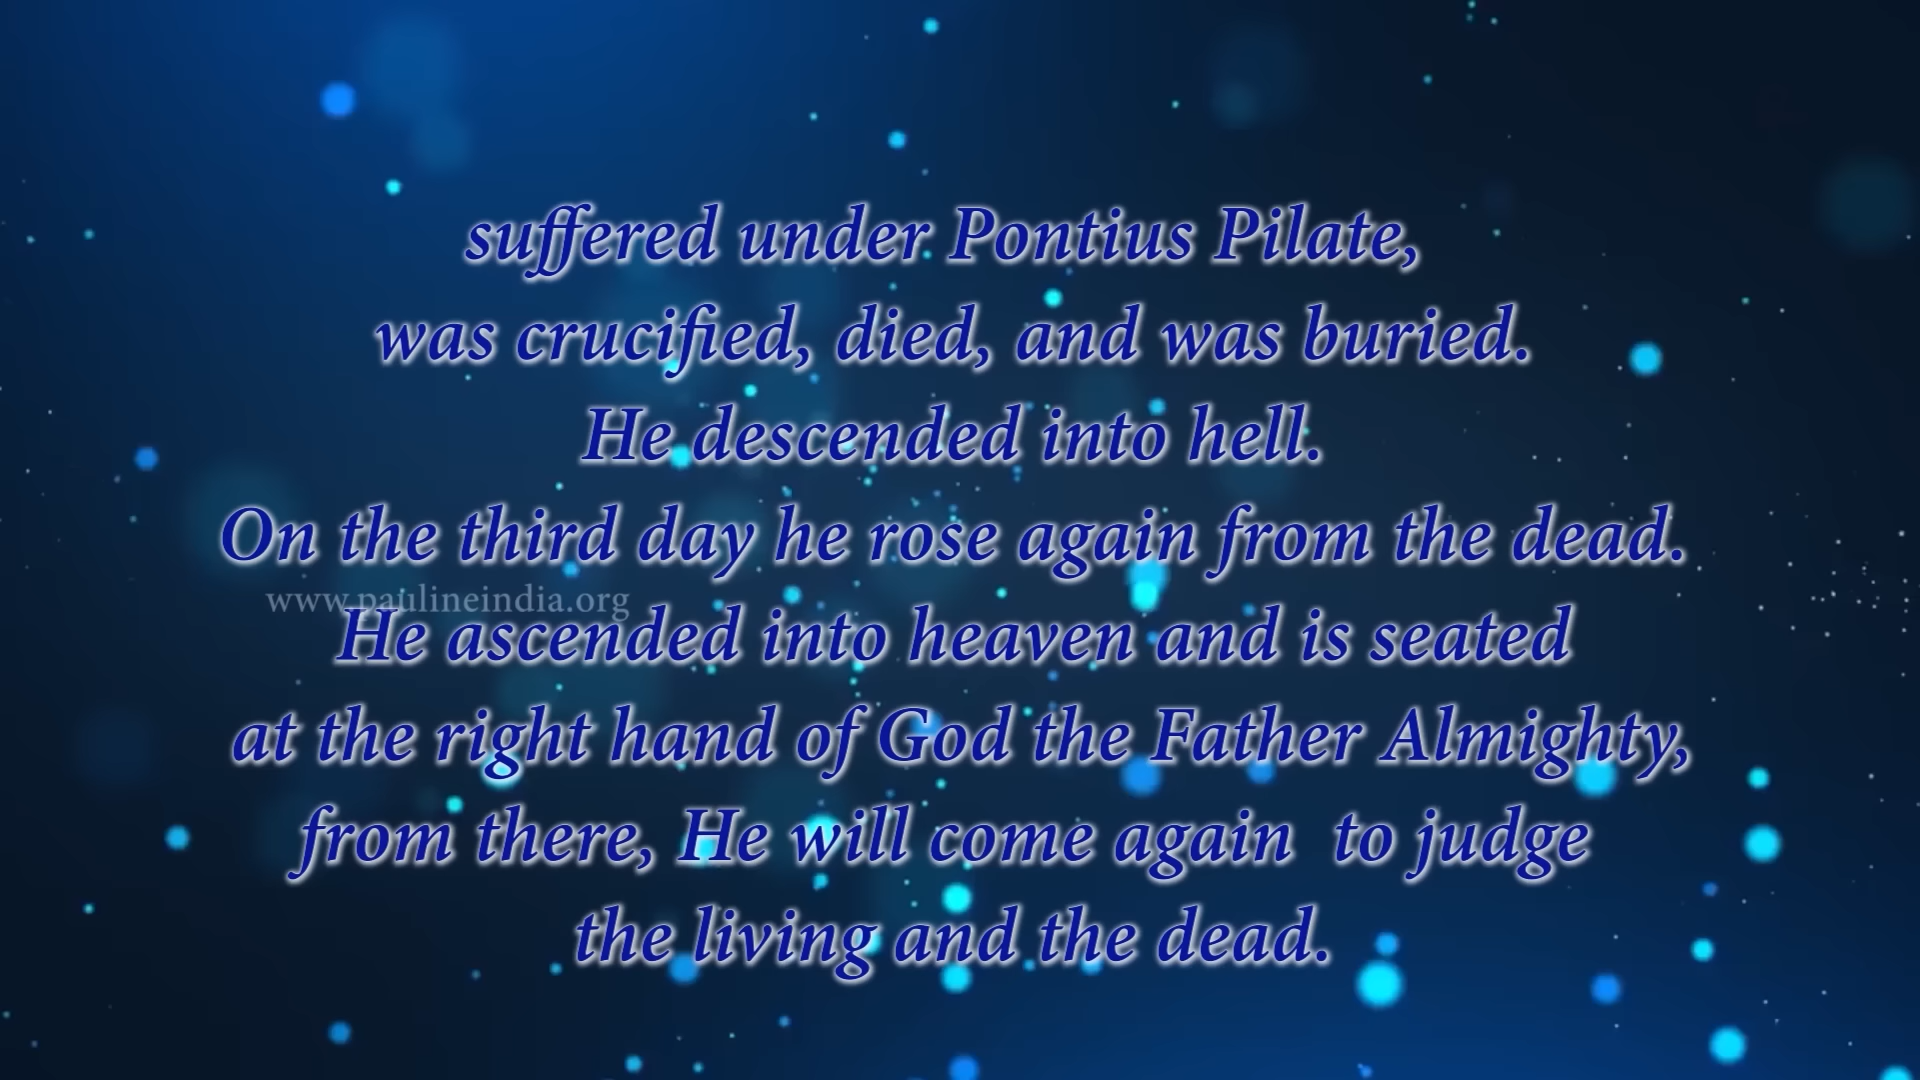 suffered under Pontius Pilate,
was crucified, died, and was buried.
He descended into hell.
On the third day he rose again from the dead.
www.paulineindia.org
He ascended into heaven and is seated
at the right hand of God the Father Almighty,
from there, He will come again  to judge
the living and the dead.